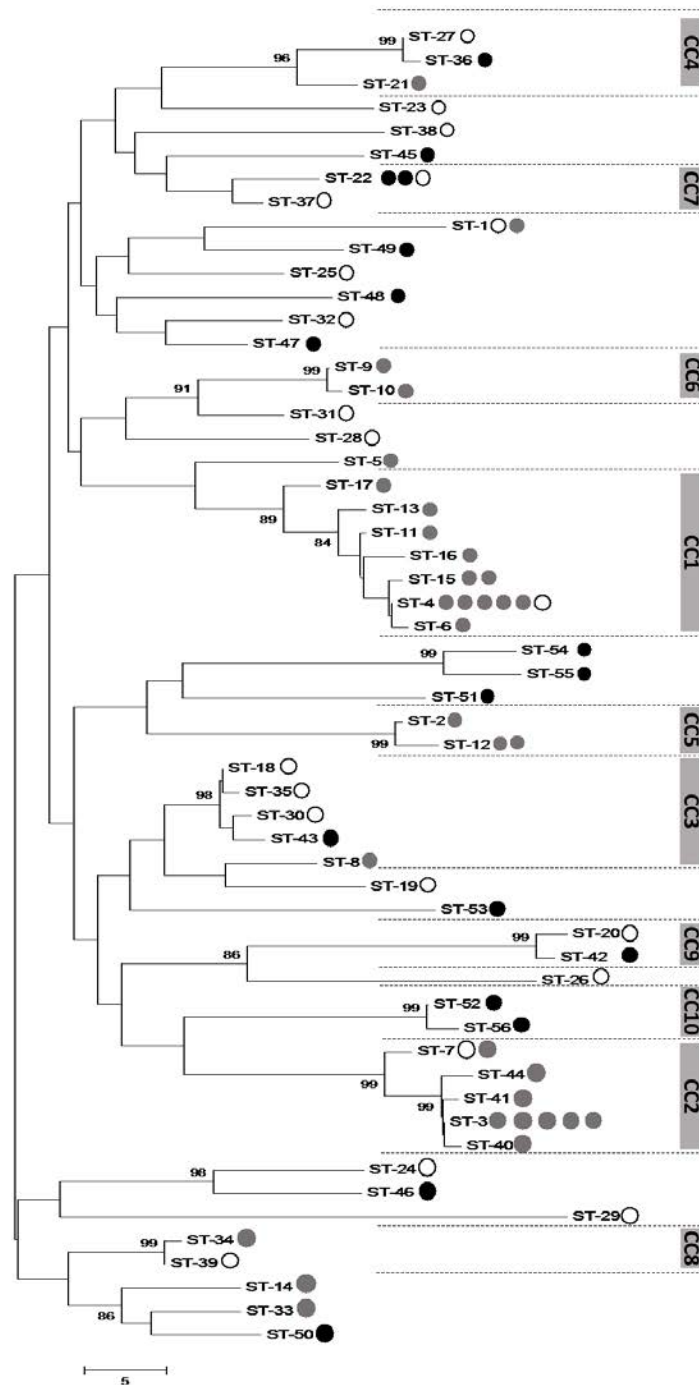 ST-27
99
CC4
96
ST-36
ST-21
ST-23
ST-38
ST-45
ST-22
CC7
ST-37
ST-1
ST-49
ST-25
ST-48
ST-32
ST-47
ST-9
99
CC6
91
ST-10
ST-31
ST-28
ST-5
ST-17
89
ST-13
84
ST-11
CC1
ST-16
ST-15
ST-4
ST-6
ST-54
99
ST-55
ST-51
ST-2
CC5
99
ST-12
ST-18
98
ST-35
CC3
ST-30
ST-43
ST-8
ST-19
ST-53
ST-20
99
CC9
86
ST-42
ST-26
ST-52
99
CC10
ST-56
ST-7
99
ST-44
99
ST-41
CC2
ST-3
ST-40
ST-24
98
ST-46
ST-29
ST-34
99
CC8
ST-39
ST-14
86
ST-33
ST-50
5